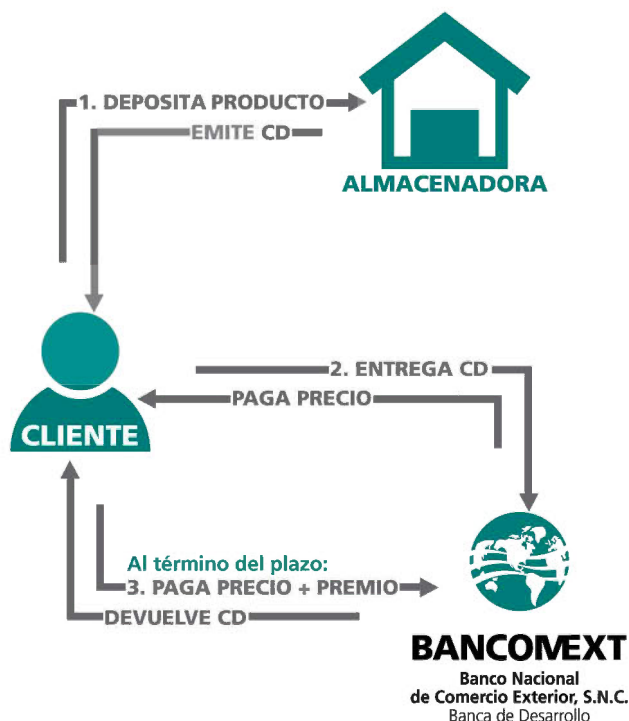 1. DEPOSITA PRODUCTO
EMITE CD
ALMACENADORA
2. ENTREGA CD
PAGA PRECIO
CLIENTE
Al término del plazo:
3. PAGA PRECIO + PREMIO
DEVUELVE CD
BANCOMEXT
Banco Nacional
de Comercio Exterior, S.N.C.
Banca de Desarrollo